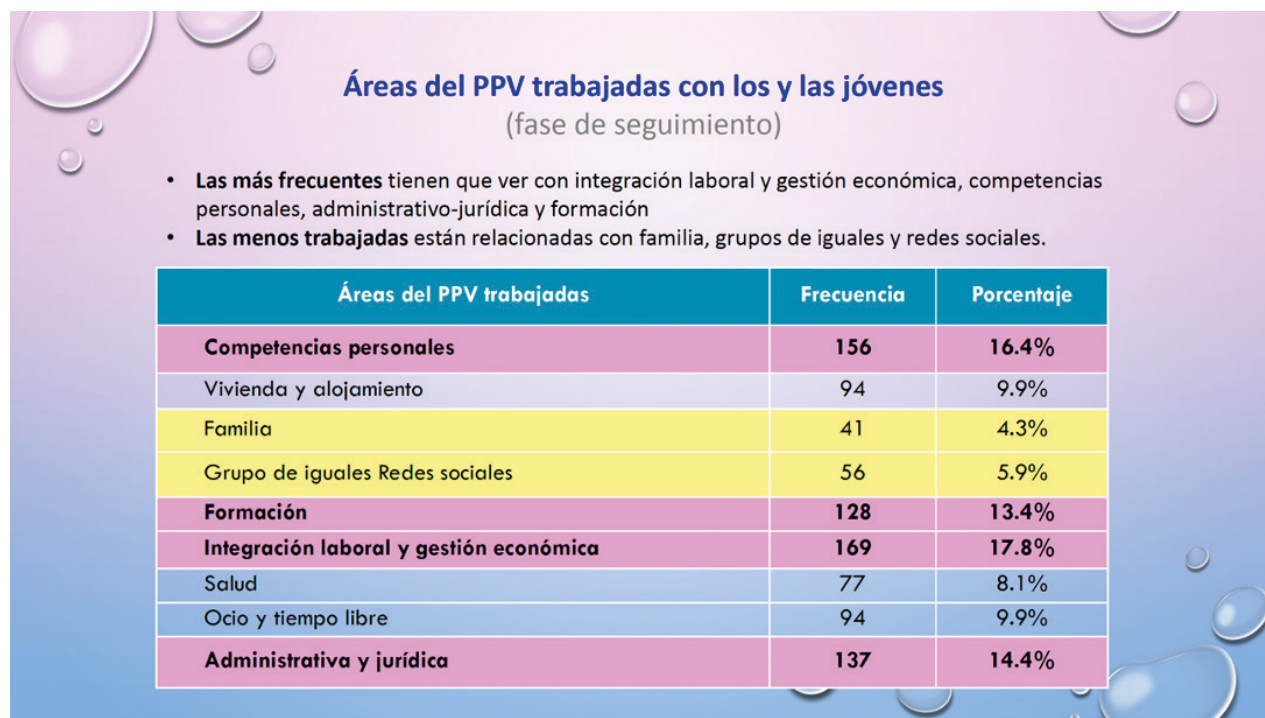 Áreas del PPV trabajadas con los y las jóvenes
(fase de seguimiento)
• Las más frecuentes tienen que ver con integración laboral y gestión económica, competencias
personales, administrativo-jurídica y formación
• Las menos trabajadas están relacionadas con familia, grupos de iguales y redes sociales.
Áreas del PPV trabajadas Frecuencia Porcentaje
Competencias personales 156 16.4%
Vivienda y alojamiento 94 9.9%
Familia 41 4.3%
Grupo de iguales Redes sociales 56 5.9%
Formación 128 13.4%
Integración laboral y gestión económica 169 17.8%
Salud 77 8.1%
Ocio y tiempo libre 94 9.9%
Administrativa y jurídica 137 14.4%